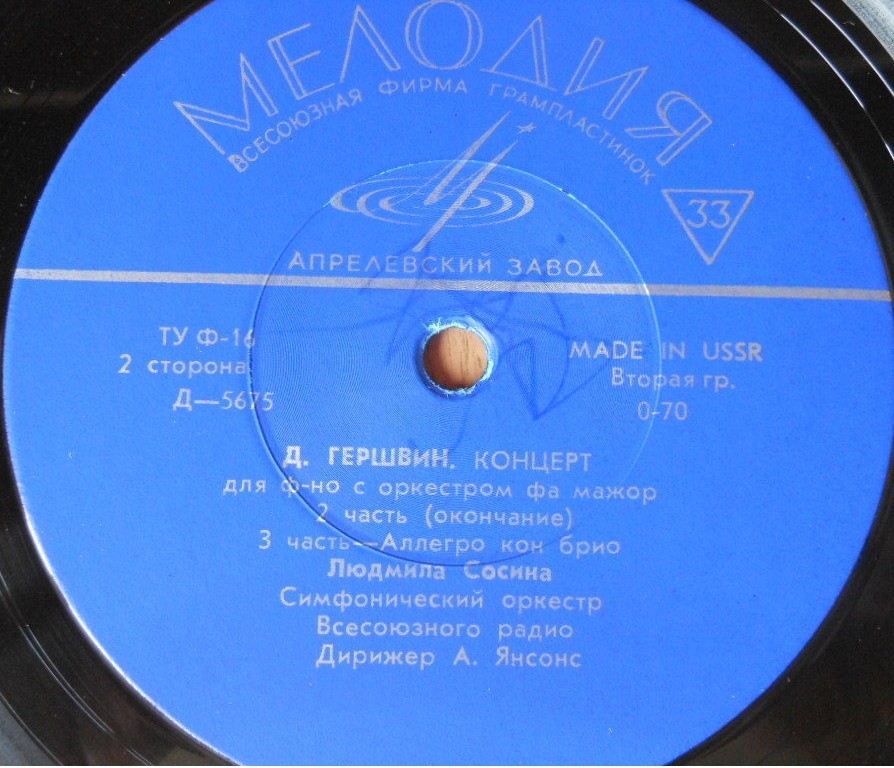 МЕЛОДИЯ
ВСЕСОЮЗНАЯ ФИРМА ГРАМПЛАСТИНОК
33
АПРЕЛЕВСКИЙ ЗАВОД
ТУ Ф-16
2 сторона
Д—5675
MADE IN USSR
Вторая гр.
0-70
Д. ГЕРШВИН. КОНЦЕРТ
для ф-но с оркестром фа мажор
2 часть (окончание)
3 часть—Аллегро кон брио
Людмила Сосина
Симфонический оркестр
Всесоюзного радио
Дирижер А. Янсонс